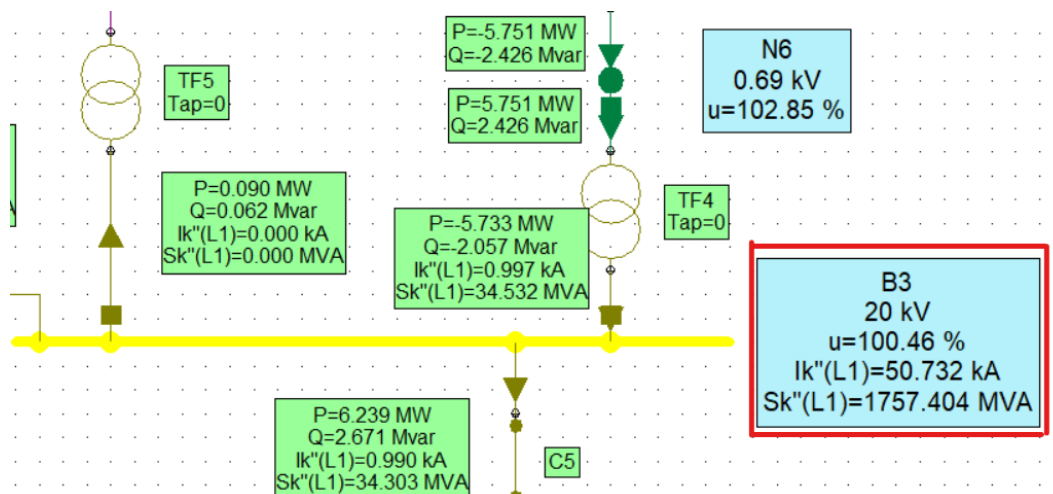 P=-5.751 MW
Q=-2.426 Mvar
N6
0.69 kV
u=102.85 %
TF5
Tap=0
P=5.751 MW
Q=2.426 Mvar
P=0.090 MW
Q=0.062 Mvar
Ik"(L1)=0.000 kA
Sk"(L1)=0.000 MVA
TF4
Tap=0
P=-5.733 MW
Q=-2.057 Mvar
Ik"(L1)=0.997 kA
Sk"(L1)=34.532 MVA
B3
20 kV
u=100.46 %
Ik"(L1)=50.732 kA
Sk"(L1)=1757.404 MVA
P=6.239 MW
Q=2.671 Mvar
Ik"(L1)=0.990 kA
Sk"(L1)=34.303 MVA
C5